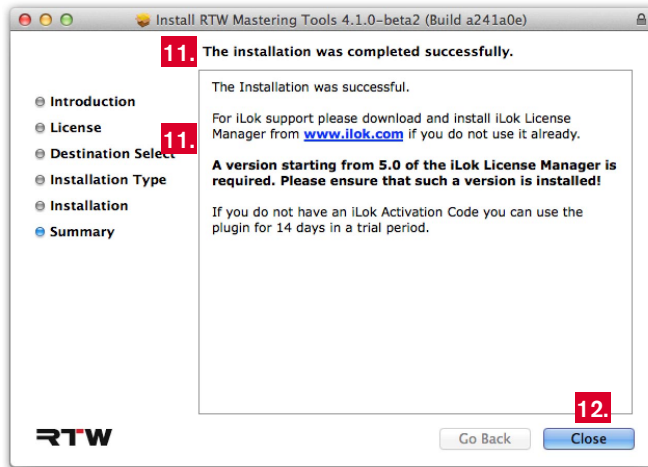 Install RTW Mastering Tools 4.1.0-beta2 (Build a241a0e)
11. The installation was completed successfully.
Introduction
License
Destination Select
Installation Type
Installation
Summary
The Installation was successful.
For iLok support please download and install iLok License
11. Manager from www.ilok.com if you do not use it already.
A version starting from 5.0 of the iLok License Manager is
required. Please ensure that such a version is installed!
If you do not have an iLok Activation Code you can use the
plugin for 14 days in a trial period.
12.
RTW
Go Back
Close